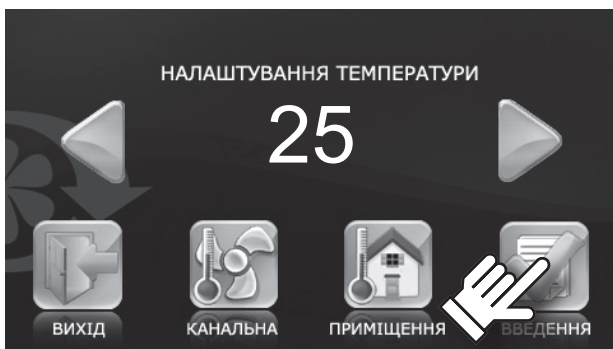 НАЛАШТУВАННЯ ТЕМПЕРАТУРИ
25
ВИХІД КАНАЛЬНА ПРИМІЩЕННЯ ВВЕДЕННЯ